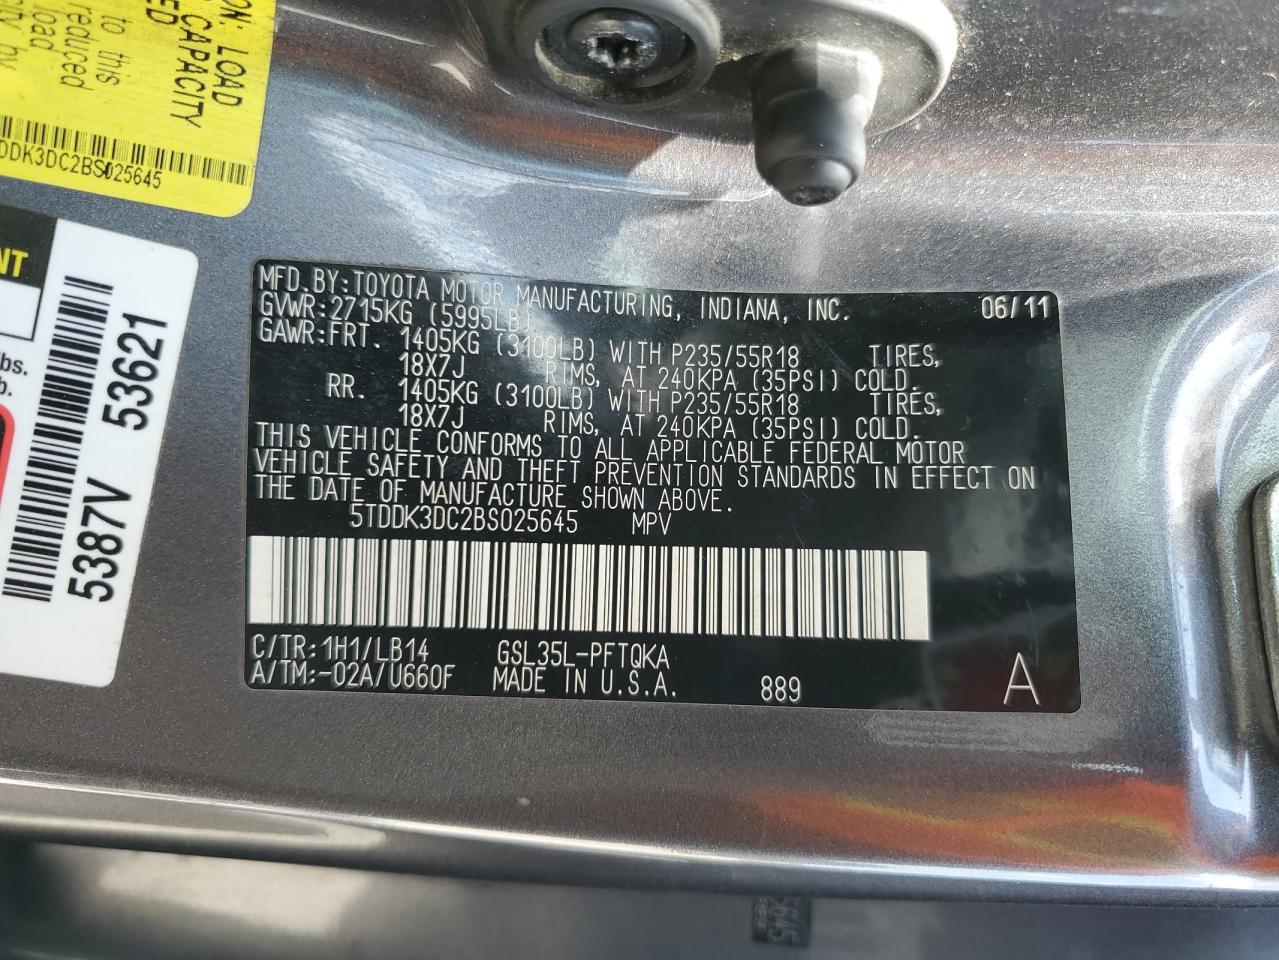 ON: LOAD
CAPACITY
ED
to this
reduced
load
by
DDK3DC2BS025645
NT
lbs.
b.
5387V 53621
MFD.BY:TOYOTA MOTOR MANUFACTURING, INDIANA, INC. 06/11
GVWR:2715KG (5995LB)
GAWR:FRT. 1405KG (3100LB) WITH P235/55R18 TIRES,
18X7J RIMS, AT 240KPA (35PSI) COLD.
RR. 1405KG (3100LB) WITH P235/55R18 TIRES,
18X7J RIMS, AT 240KPA (35PSI) COLD.
THIS VEHICLE CONFORMS TO ALL APPLICABLE FEDERAL MOTOR
VEHICLE SAFETY AND THEFT PREVENTION STANDARDS IN EFFECT ON
THE DATE OF MANUFACTURE SHOWN ABOVE.
5TDDK3DC2BS025645 MPV
C/TR:1H1/LB14 GSL35L-PFTQKA
A/TM:-02A/U660F MADE IN U.S.A. 889 A